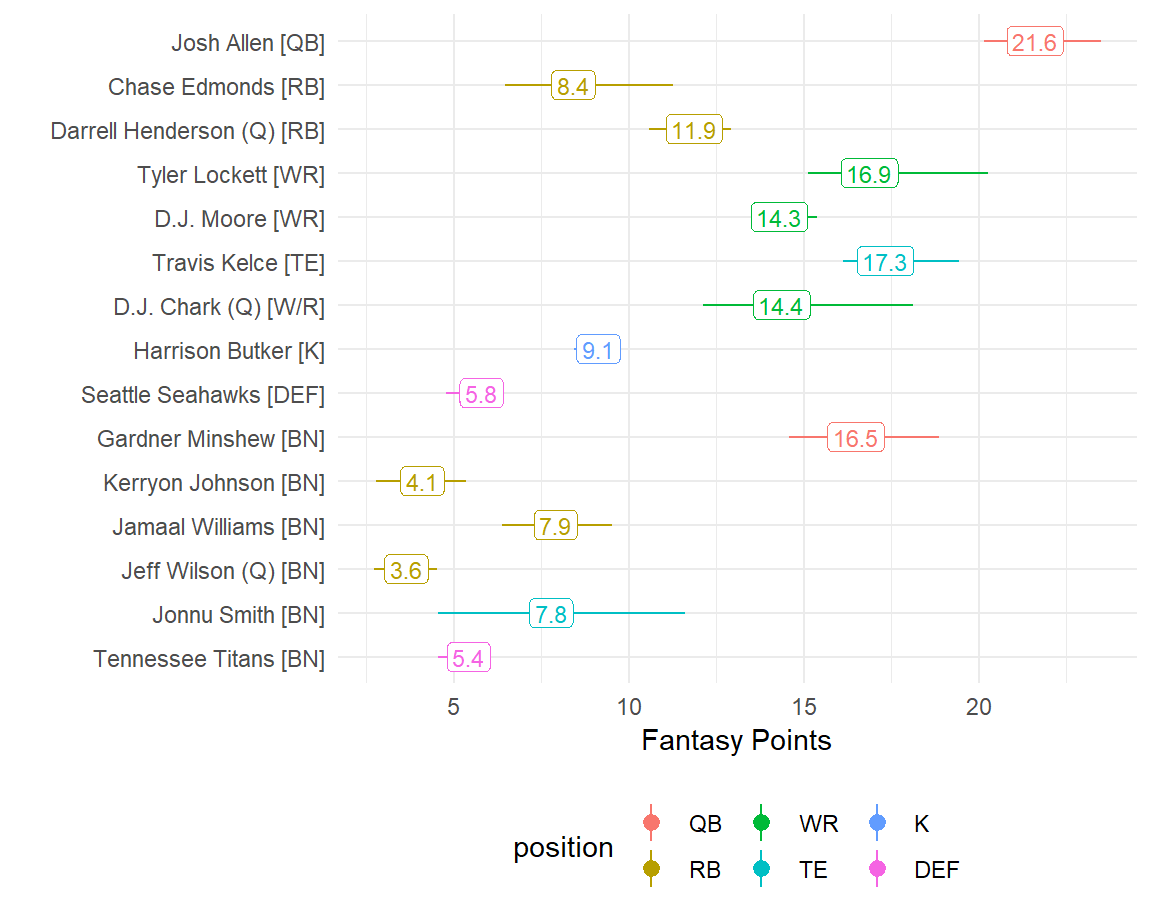 Josh Allen [QB] 21.6
Chase Edmonds [RB] 8.4
Darrell Henderson (Q) [RB] 11.9
Tyler Lockett [WR] 16.9
D.J. Moore [WR] 14.3
Travis Kelce [TE] 17.3
D.J. Chark (Q) [W/R] 14.4
Harrison Butker [K] 9.1
Seattle Seahawks [DEF] 5.8
Gardner Minshew [BN] 16.5
Kerryon Johnson [BN] 4.1
Jamaal Williams [BN] 7.9
Jeff Wilson (Q) [BN] 3.6
Jonnu Smith [BN] 7.8
Tennessee Titans [BN] 5.4
5 10 15 20
Fantasy Points
position
QB WR K
RB TE DEF